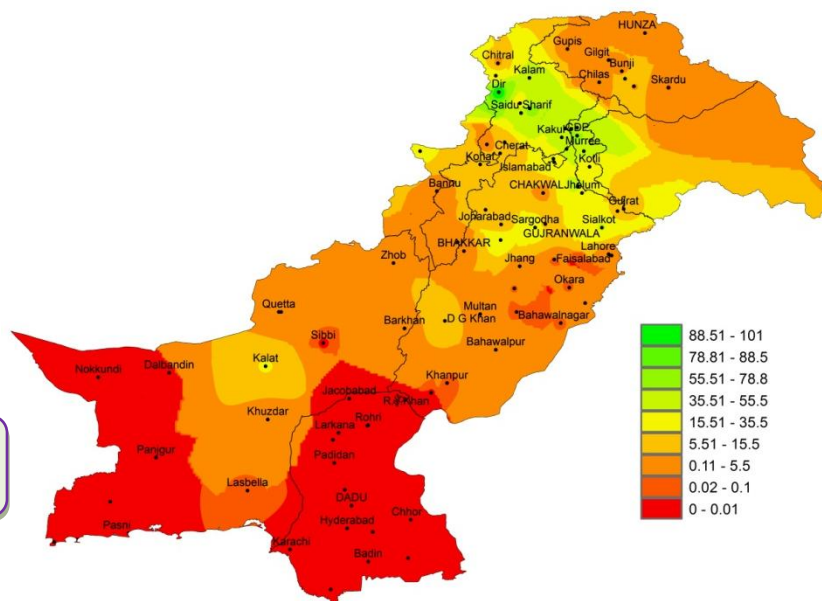 HUNZA
Gupis
Gilgit
Bunji
Chitral
Kalam
Chilas
Skardu
Dir
Saidu Sharif
Kakul
Murree
Cherat
Kohat
Islamabad
Kotli
Bannu
CHAKWAL
Jhelum
Gujrat
Joharabad
Sargodha
Sialkot
GUJRANWALA
BHAKKAR
Lahore
Zhob
Jhang
Faisalabad
Okara
Quetta
Multan
D G Khan
Bahawalnagar
Barkhan
Sibbi
Bahawalpur
Kalat
Nokkundi
Dalbandin
Khanpur
Jacobabad
R.Y.Khan
Khuzdar
Rohri
Larkana
Panjgur
Padidan
Lasbella
DADU
Pasni
Hyderabad
Chhor
Karachi
Badin
88.51 - 101
78.81 - 88.5
55.51 - 78.8
35.51 - 55.5
15.51 - 35.5
5.51 - 15.5
0.11 - 5.5
0.02 - 0.1
0 - 0.01